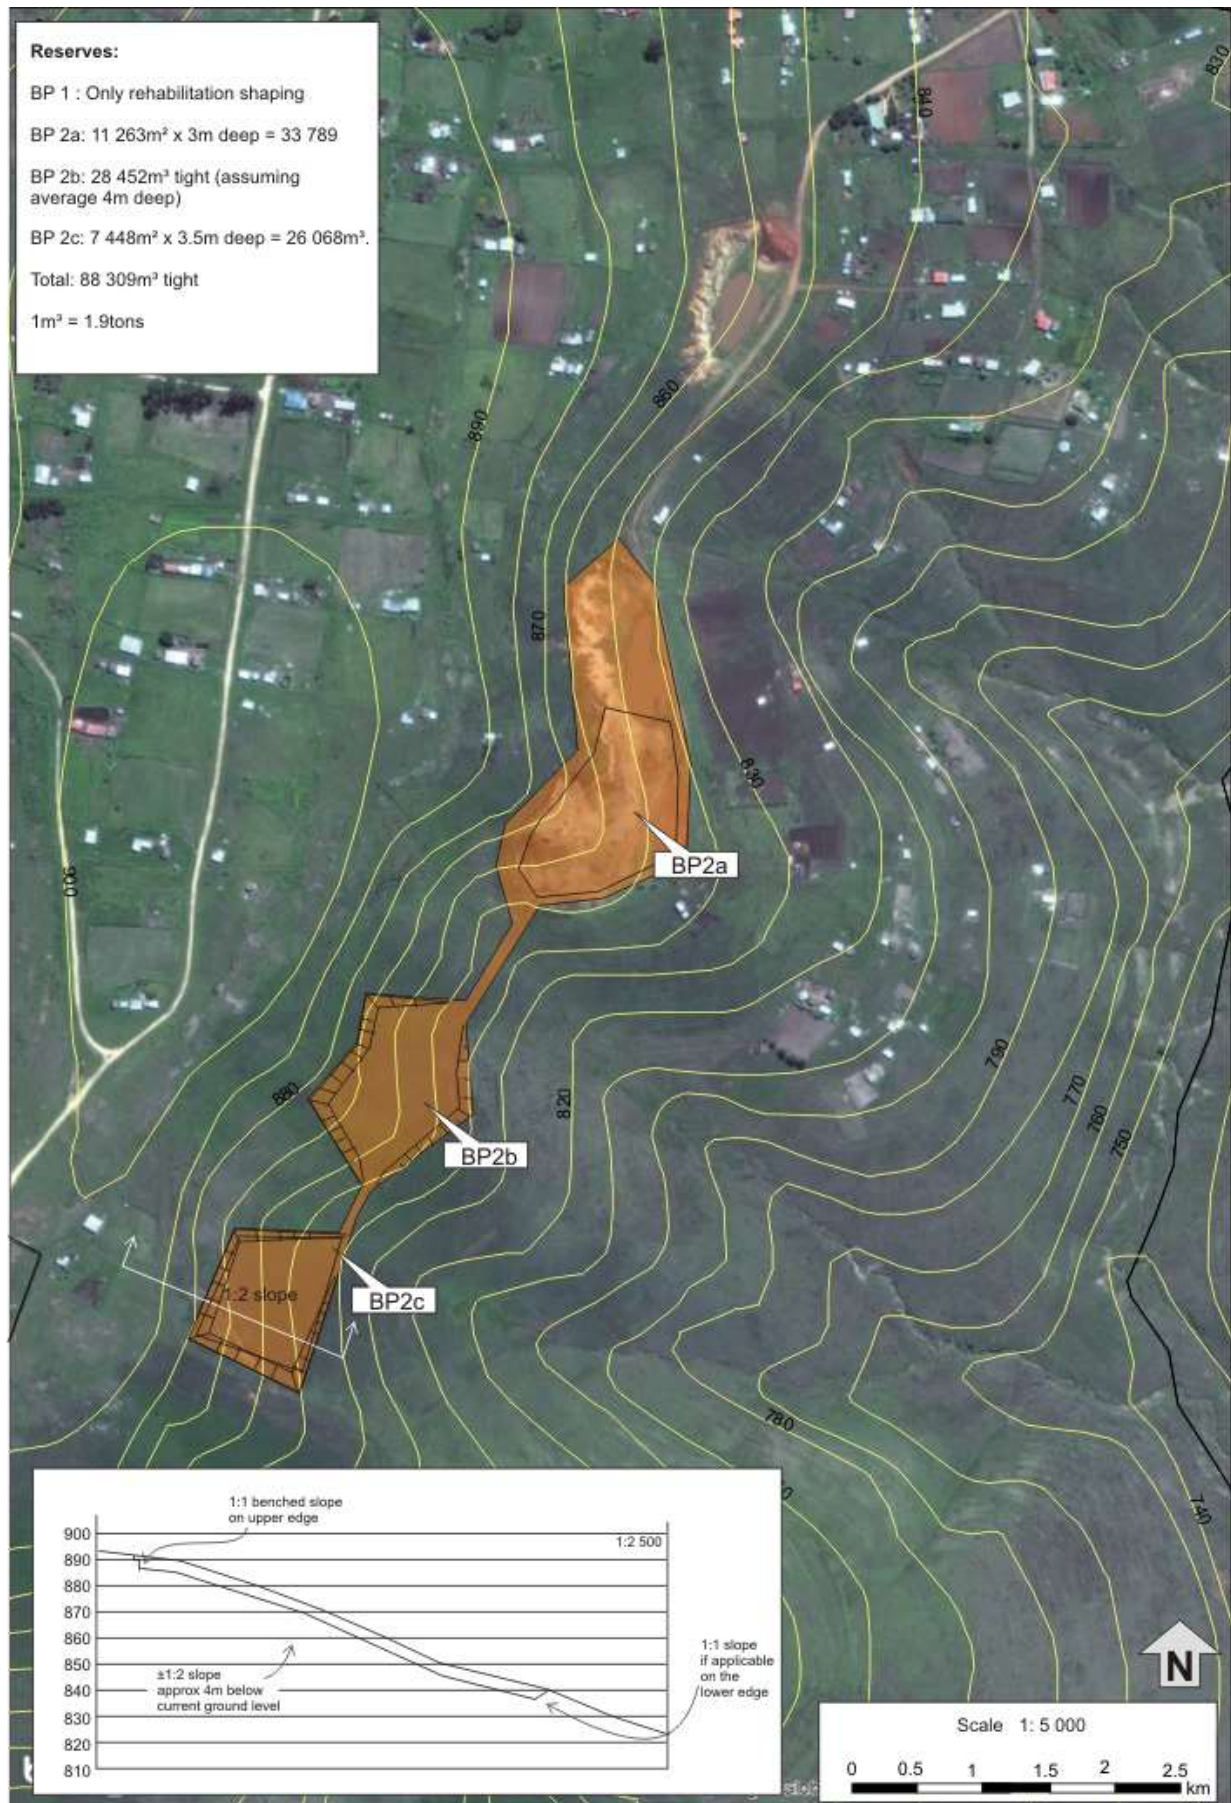 Reserves:
BP 1 : Only rehabilitation shaping
BP 2a: 11 263m² x 3m deep = 33 789
BP 2b: 28 452m³ tight (assuming
average 4m deep)
BP 2c: 7 448m² x 3.5m deep = 26 068m³.
Total: 88 309m³ tight
1m³ = 1.9tons
830
840
860
890
870
830
BP2a
900
880
820
790
770
760
750
BP2b
1:2 slope
BP2c
780
740
1:1 benched slope
on upper edge
1:2 500
900
890
880
870
860
850
840
830
820
810
±1:2 slope
approx 4m below
current ground level
1:1 slope
if applicable
on the
lower edge
N
Scale 1: 5 000
0 0.5 1 1.5 2 2.5
km